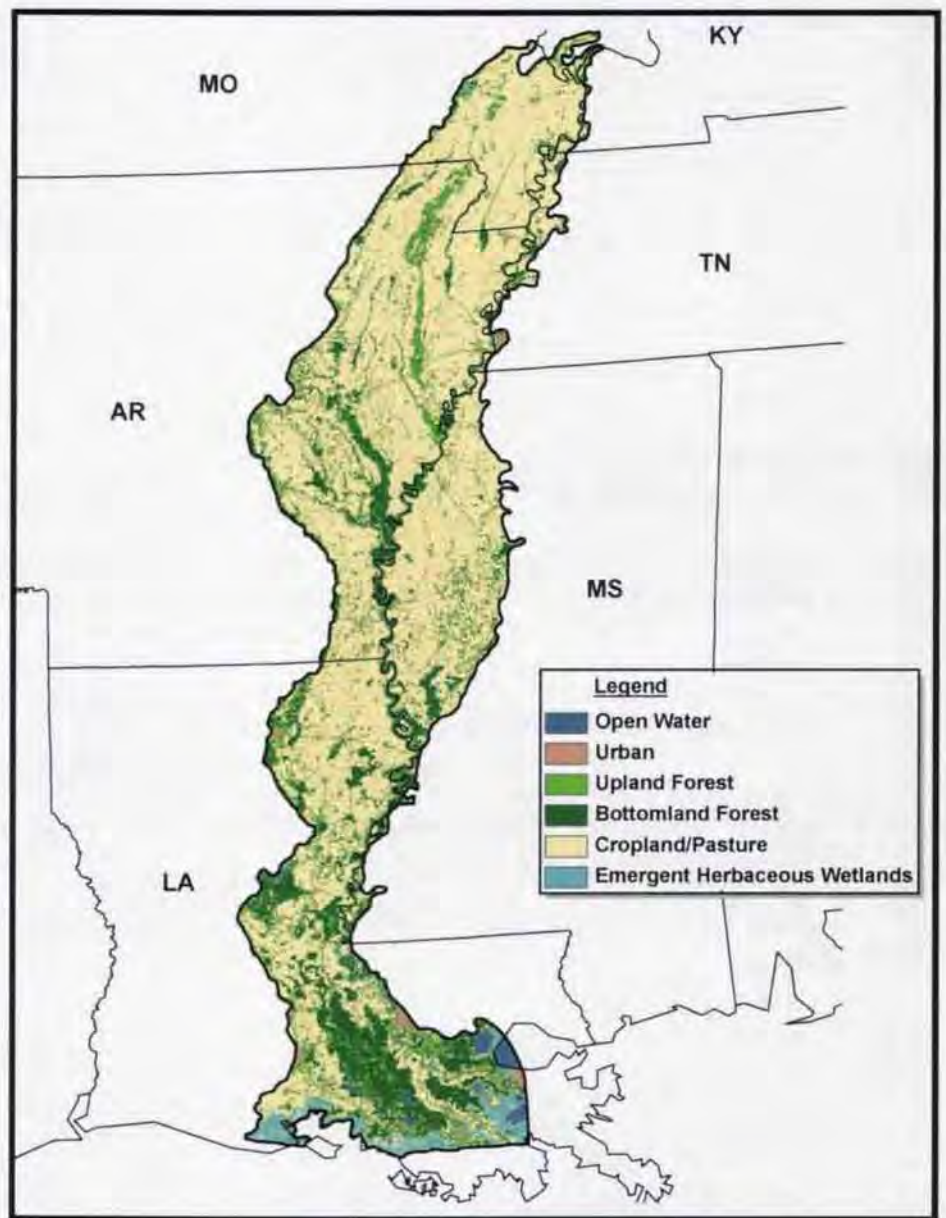 KY
MO
TN
AR
MS
Legend
Open Water
Urban
Upland Forest
Bottomland Forest
Cropland/Pasture
Emergent Herbaceous Wetlands
LA